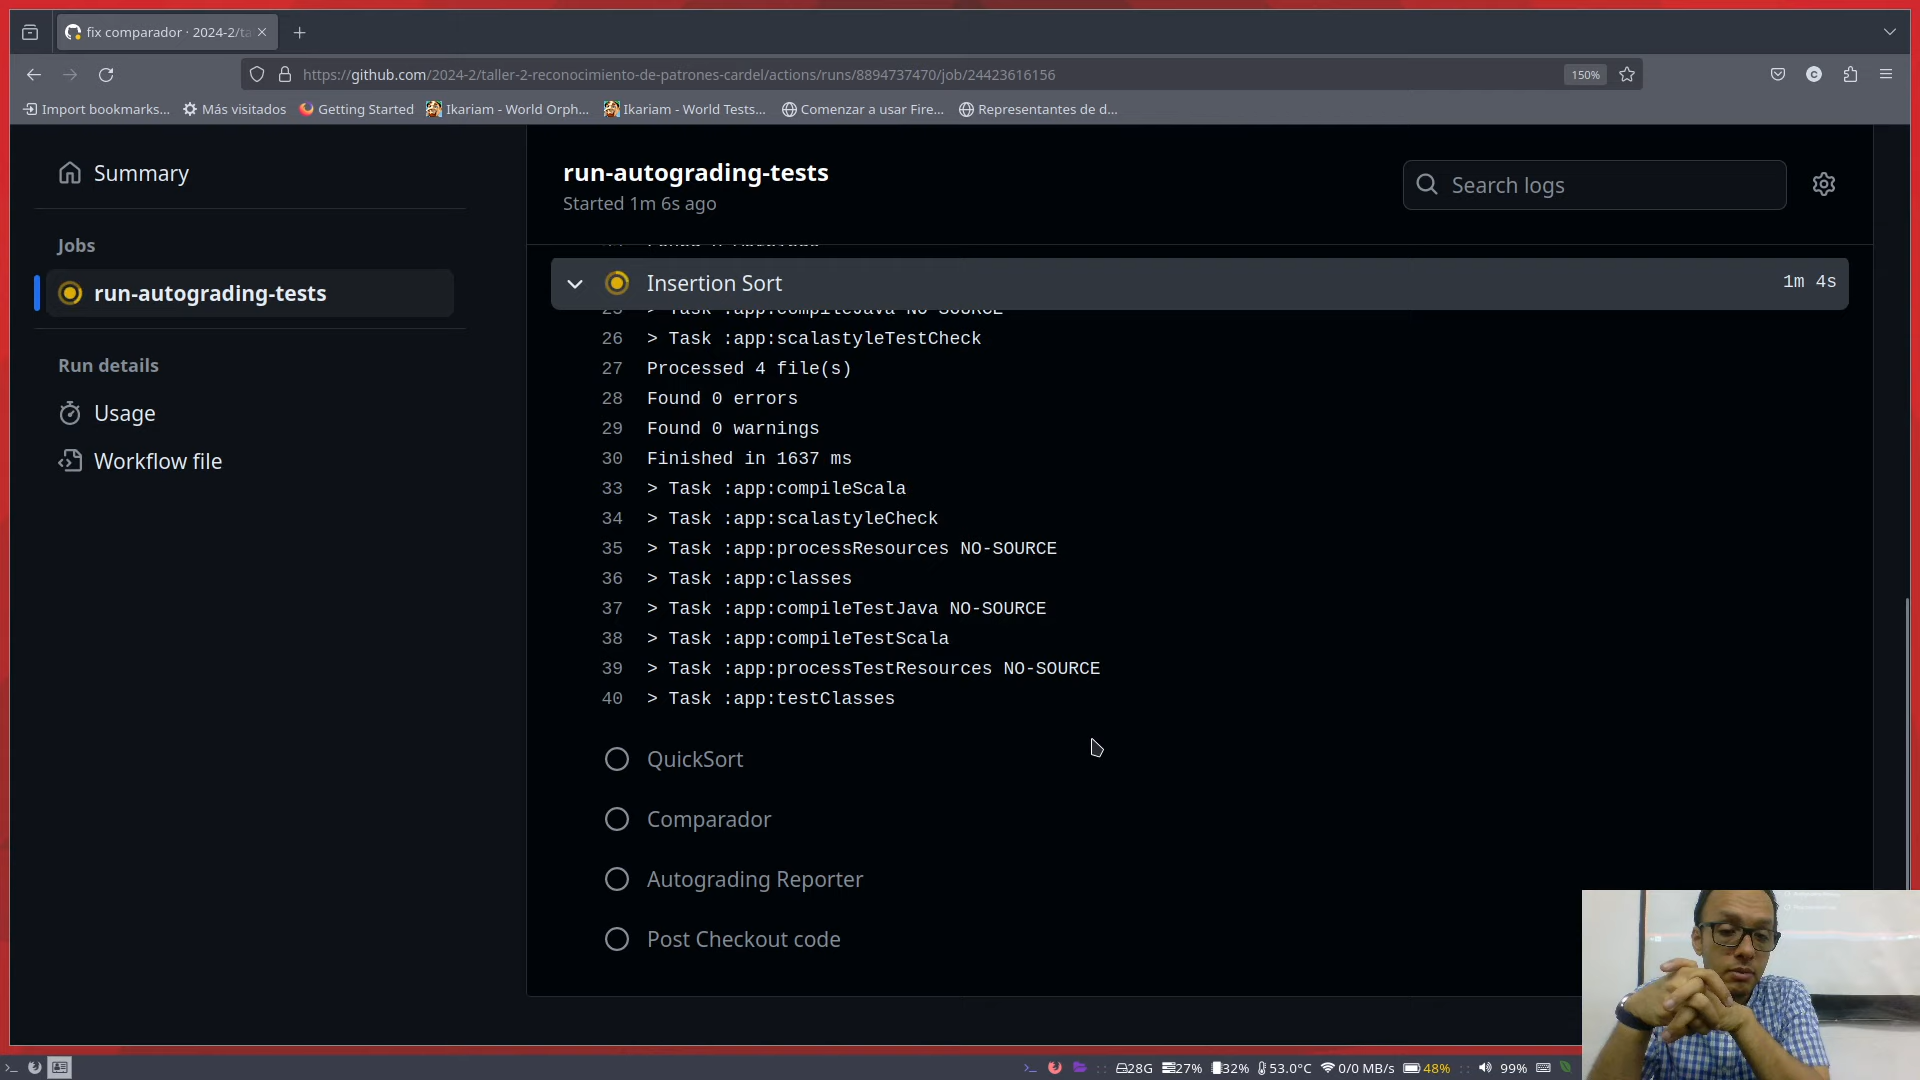 fix comparador · 2024-2/ta
https://github.com/2024-2/taller-2-reconocimiento-de-patrones-cardel/actions/runs/8894737470/job/24423616156
150%
C
Import bookmarks...
Más visitados
Getting Started
Ikariam - World Orph...
Ikariam - World Tests...
Comenzar a usar Fire...
Representantes de d...
Summary
Jobs
run-autograding-tests
Run details
Usage
Workflow file
run-autograding-tests
Started 1m 6s ago
Search logs
Insertion Sort
1m 4s
25 > Task :app:compileJava NO-SOURCE
26 > Task :app:scalastyleTestCheck
27 Processed 4 file(s)
28 Found 0 errors
29 Found 0 warnings
30 Finished in 1637 ms
33 > Task :app:compileScala
34 > Task :app:scalastyleCheck
35 > Task :app:processResources NO-SOURCE
36 > Task :app:classes
37 > Task :app:compileTestJava NO-SOURCE
38 > Task :app:compileTestScala
39 > Task :app:processTestResources NO-SOURCE
40 > Task :app:testClasses
QuickSort
Comparador
Autograding Reporter
Post Checkout code
28G 27% 32% 53.0°C 0/0 MB/s 48% 99%